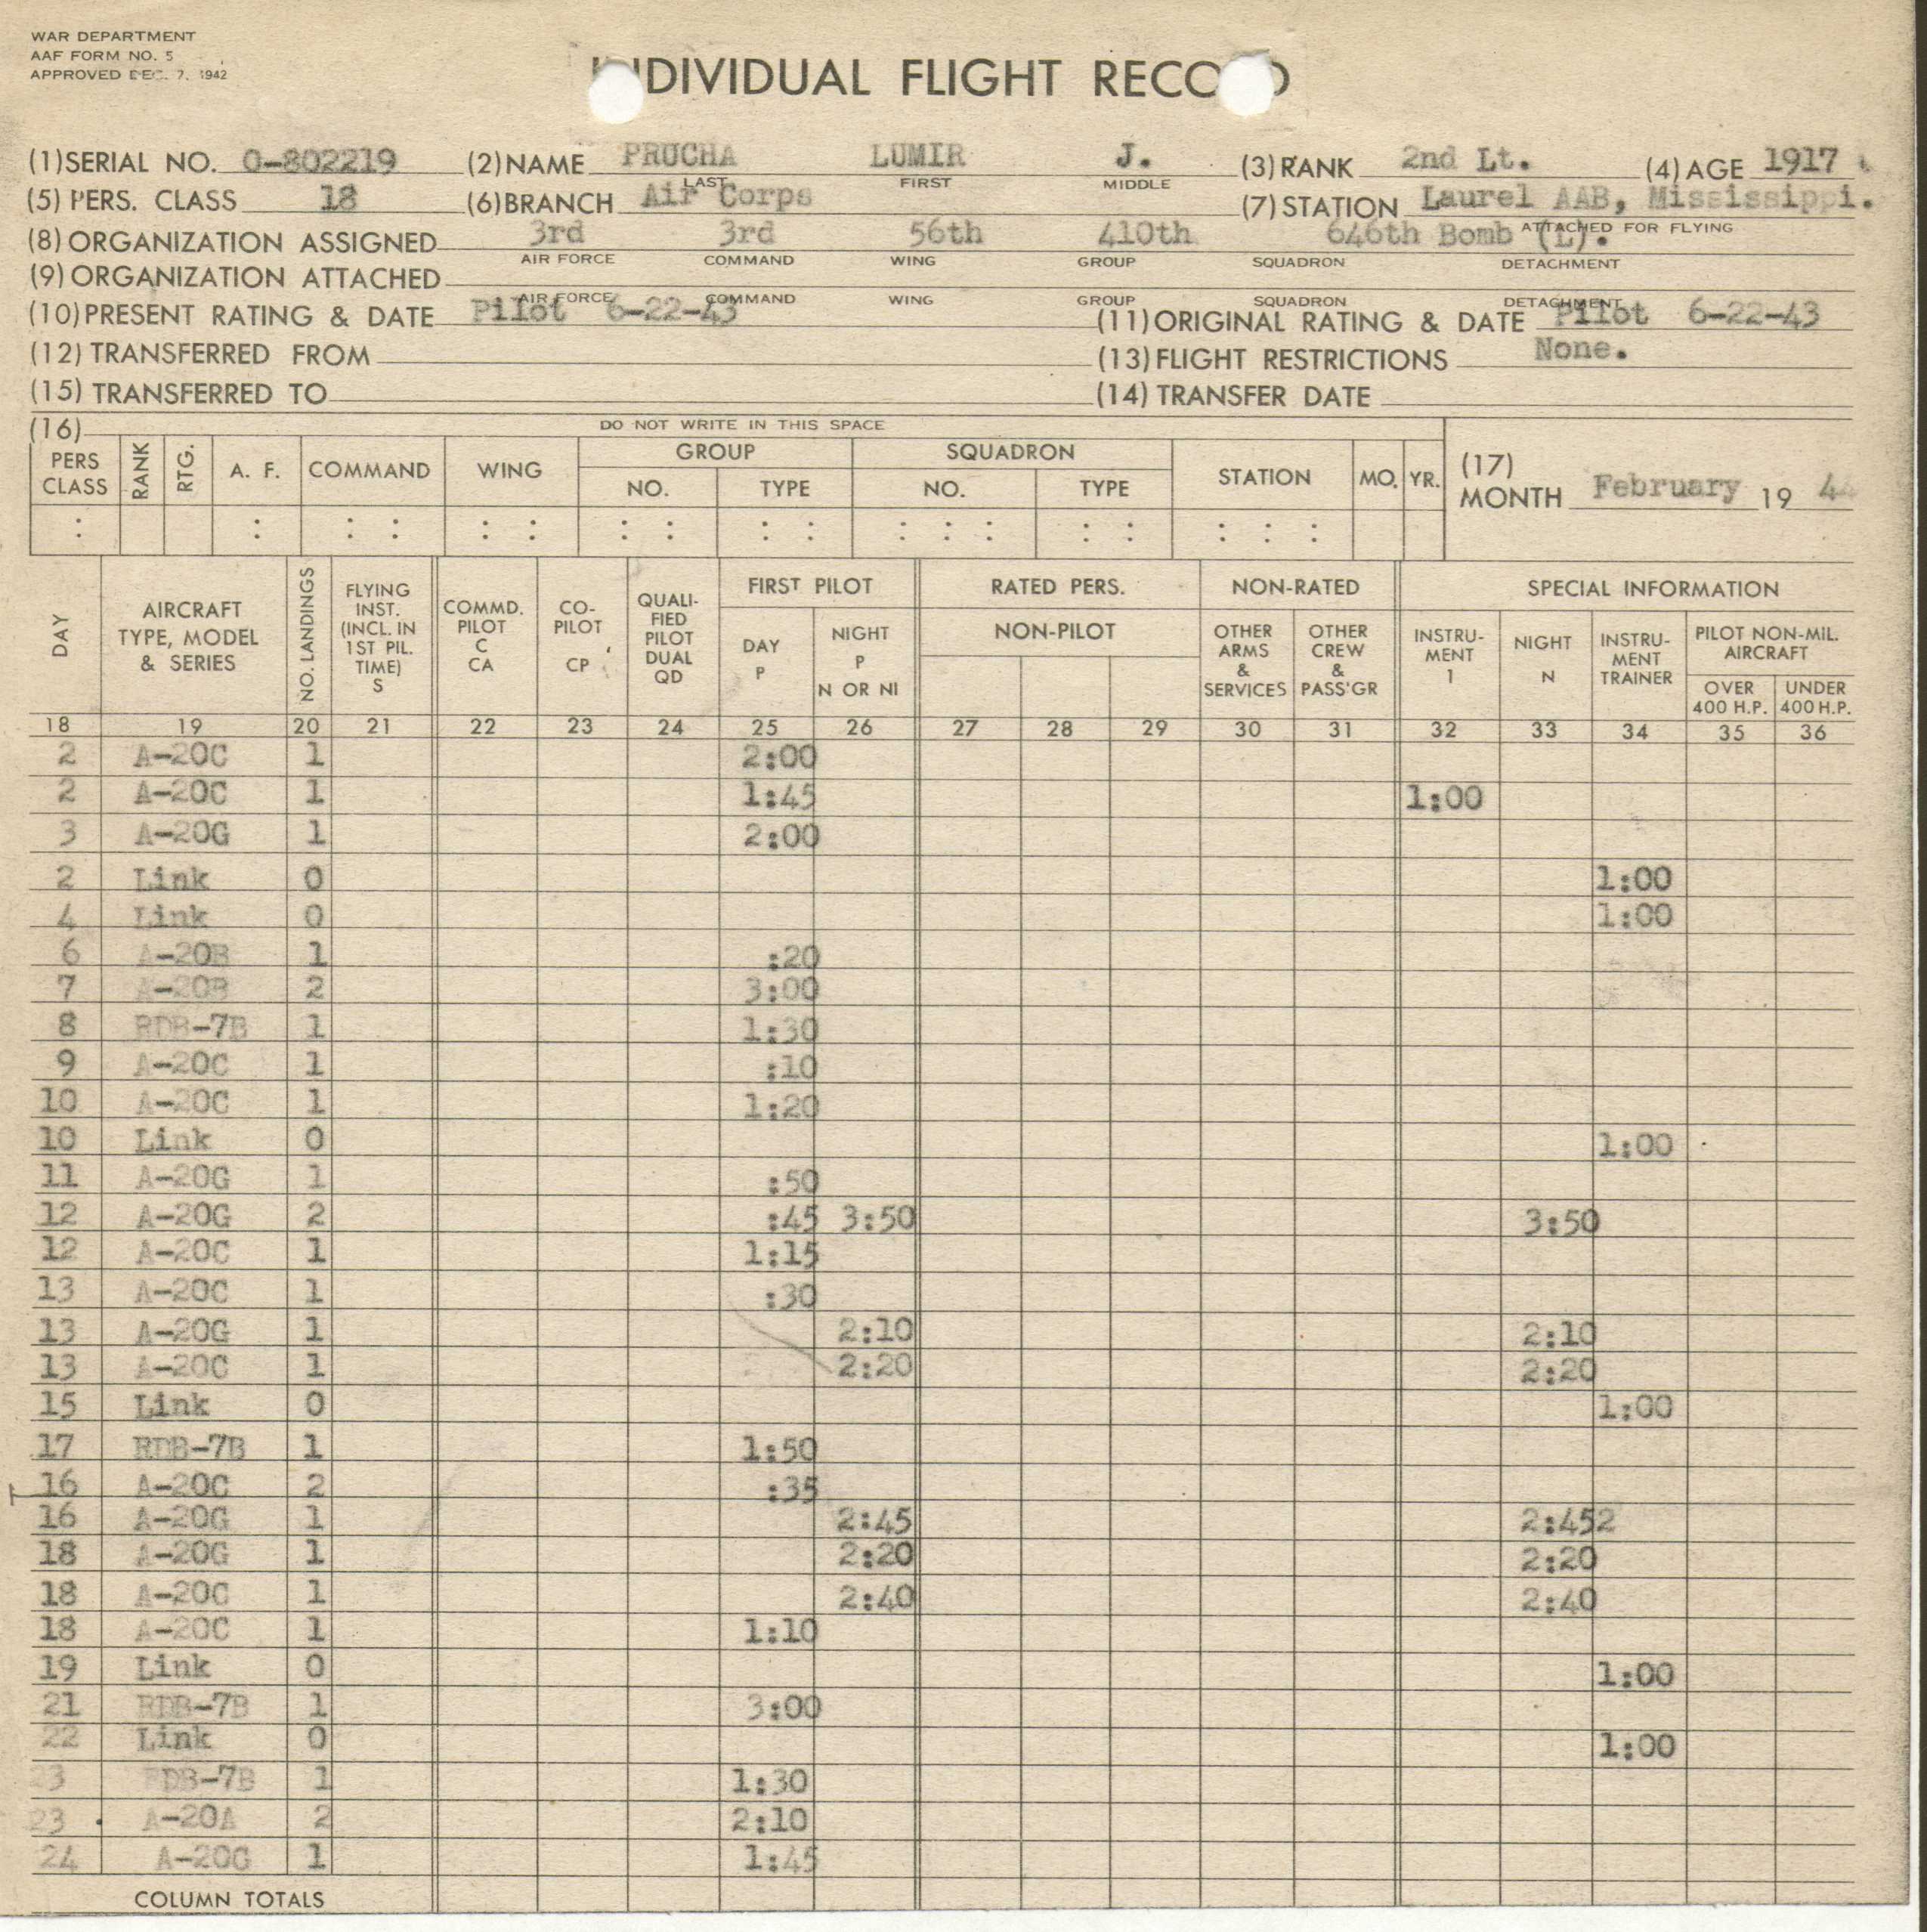 WAR DEPARTMENT
AAF FORM NO. 5
APPROVED DEC. 7, 1942
INDIVIDUAL FLIGHT RECORD
(1) SERIAL NO. O-802219 (2) NAME PRUCHA LUMIR J. (3) RANK 2nd Lt. (4) AGE 1917
LAST FIRST MIDDLE
(5) PERS. CLASS 18 (6) BRANCH Air Corps (7) STATION Laurel AAB, Mississippi.
ATTACHED FOR FLYING
(8) ORGANIZATION ASSIGNED 3rd 3rd 56th 410th 646th Bomb (L).
AIR FORCE COMMAND WING GROUP SQUADRON DETACHMENT
(9) ORGANIZATION ATTACHED
AIR FORCE COMMAND WING GROUP SQUADRON DETACHMENT
(10) PRESENT RATING & DATE Pilot 6-22-43 (11) ORIGINAL RATING & DATE Pilot 6-22-43
(12) TRANSFERRED FROM (13) FLIGHT RESTRICTIONS None.
(15) TRANSFERRED TO (14) TRANSFER DATE
(16) DO NOT WRITE IN THIS SPACE
PERS CLASS RANK RTG. A. F. COMMAND WING GROUP NO. TYPE SQUADRON NO. TYPE STATION MO. YR. (17) MONTH February 19 44
DAY AIRCRAFT TYPE, MODEL & SERIES NO. LANDINGS FLYING INST. (INCL. IN 1ST PIL. TIME) S COMMD. PILOT C CA CO-PILOT CP QUALI-FIED PILOT DUAL QD FIRST PILOT DAY P NIGHT P N OR NI RATED PERS. NON-PILOT NON-RATED OTHER ARMS & SERVICES OTHER CREW & PASS'GR SPECIAL INFORMATION INSTRU-MENT I NIGHT N INSTRU-MENT TRAINER PILOT NON-MIL. AIRCRAFT OVER 400 H.P. UNDER 400 H.P.
18 19 20 21 22 23 24 25 26 27 28 29 30 31 32 33 34 35 36
2 A-20C 1 2:00
2 A-20C 1 1:45 1:00
3 A-20G 1 2:00
2 Link 0 1:00
4 Link 0 1:00
6 A-20B 1 :20
7 A-20B 2 3:00
8 RDB-7B 1 1:30
9 A-20C 1 :10
10 A-20C 1 1:20
10 Link 0 1:00
11 A-20G 1 :50
12 A-20G 2 :45 3:50 3:50
12 A-20C 1 1:15
13 A-20C 1 :30
13 A-20G 1 2:10 2:10
13 A-20C 1 2:20 2:20
15 Link 0 1:00
17 RDB-7B 1 1:50
16 A-20C 2 :35
16 A-20G 1 2:45 2:452
18 A-20G 1 2:20 2:20
18 A-20C 1 2:40 2:40
18 A-20C 1 1:10
19 Link 0 1:00
21 RDB-7B 1 3:00
22 Link 0 1:00
23 RDB-7B 1 1:30
23 A-20A 2 2:10
24 A-20G 1 1:45
COLUMN TOTALS